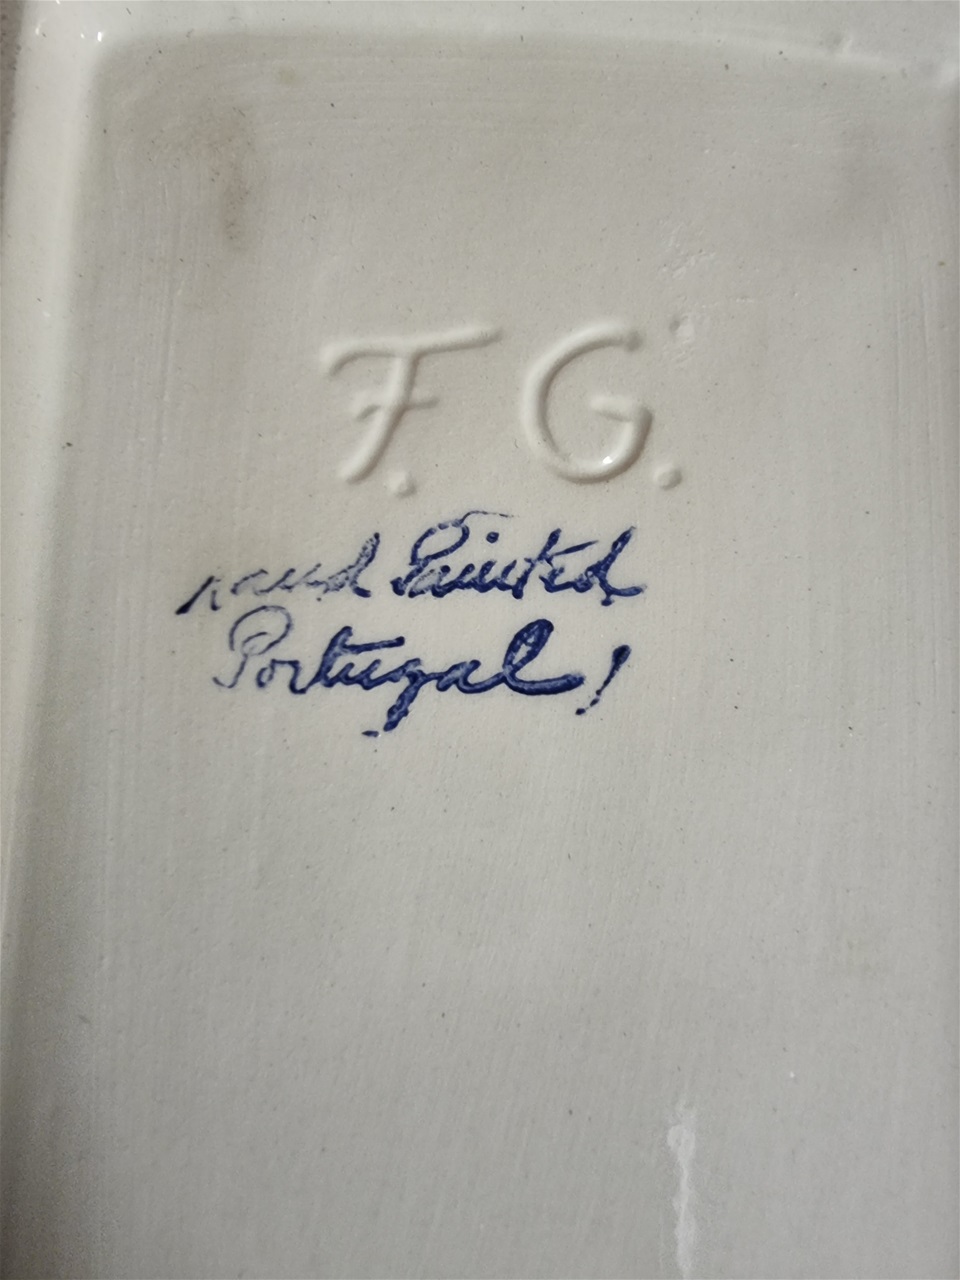 F. G.
hand Painted
Portugal!